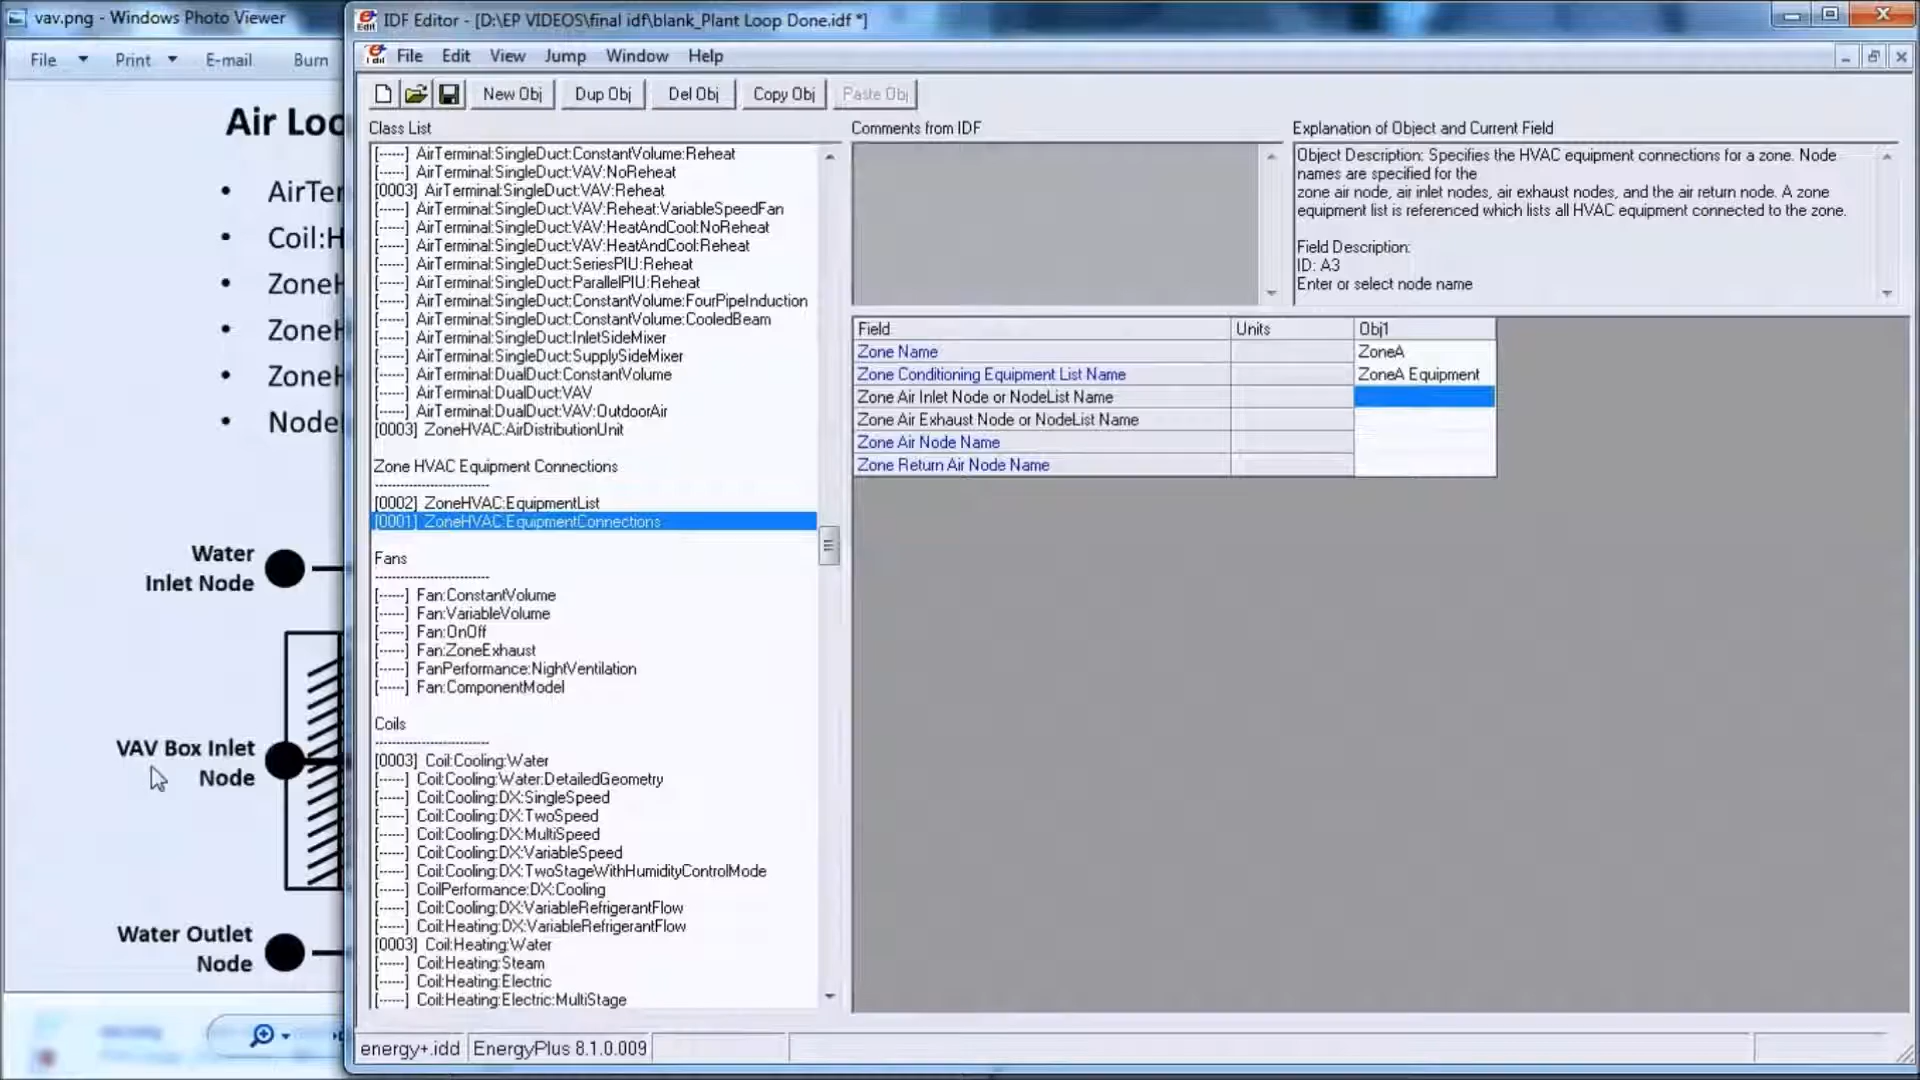 vav.png - Windows Photo Viewer
File Print E-mail Burn
Air Loo
• AirTer
• Coil:H
• ZoneH
• ZoneH
• ZoneH
• Node
Water
Inlet Node
VAV Box Inlet
Node
Water Outlet
Node
IDF Editor - [D:\EP VIDEOS\final idf\blank_Plant Loop Done.idf *]
File Edit View Jump Window Help
New Obj Dup Obj Del Obj Copy Obj Paste Obj
Class List
[------] AirTerminal:SingleDuct:ConstantVolume:Reheat
[------] AirTerminal:SingleDuct:VAV:NoReheat
[0003] AirTerminal:SingleDuct:VAV:Reheat
[------] AirTerminal:SingleDuct:VAV:Reheat:VariableSpeedFan
[------] AirTerminal:SingleDuct:VAV:HeatAndCool:NoReheat
[------] AirTerminal:SingleDuct:VAV:HeatAndCool:Reheat
[------] AirTerminal:SingleDuct:SeriesPIU:Reheat
[------] AirTerminal:SingleDuct:ParallelPIU:Reheat
[------] AirTerminal:SingleDuct:ConstantVolume:FourPipeInduction
[------] AirTerminal:SingleDuct:ConstantVolume:CooledBeam
[------] AirTerminal:SingleDuct:InletSideMixer
[------] AirTerminal:SingleDuct:SupplySideMixer
[------] AirTerminal:DualDuct:ConstantVolume
[------] AirTerminal:DualDuct:VAV
[------] AirTerminal:DualDuct:VAV:OutdoorAir
[0003] ZoneHVAC:AirDistributionUnit
Zone HVAC Equipment Connections
--------------------------
[0002] ZoneHVAC:EquipmentList
[0001] ZoneHVAC:EquipmentConnections
Fans
--------------------------
[------] Fan:ConstantVolume
[------] Fan:VariableVolume
[------] Fan:OnOff
[------] Fan:ZoneExhaust
[------] FanPerformance:NightVentilation
[------] Fan:ComponentModel
Coils
--------------------------
[0003] Coil:Cooling:Water
[------] Coil:Cooling:Water:DetailedGeometry
[------] Coil:Cooling:DX:SingleSpeed
[------] Coil:Cooling:DX:TwoSpeed
[------] Coil:Cooling:DX:MultiSpeed
[------] Coil:Cooling:DX:VariableSpeed
[------] Coil:Cooling:DX:TwoStageWithHumidityControlMode
[------] CoilPerformance:DX:Cooling
[------] Coil:Cooling:DX:VariableRefrigerantFlow
[------] Coil:Heating:DX:VariableRefrigerantFlow
[0003] Coil:Heating:Water
[------] Coil:Heating:Steam
[------] Coil:Heating:Electric
[------] Coil:Heating:Electric:MultiStage
Comments from IDF
Explanation of Object and Current Field
Object Description: Specifies the HVAC equipment connections for a zone. Node
names are specified for the
zone air node, air inlet nodes, air exhaust nodes, and the air return node. A zone
equipment list is referenced which lists all HVAC equipment connected to the zone.
Field Description:
ID: A3
Enter or select node name
Field Units Obj1
Zone Name ZoneA
Zone Conditioning Equipment List Name ZoneA Equipment
Zone Air Inlet Node or NodeList Name
Zone Air Exhaust Node or NodeList Name
Zone Air Node Name
Zone Return Air Node Name
energy+.idd EnergyPlus 8.1.0.009